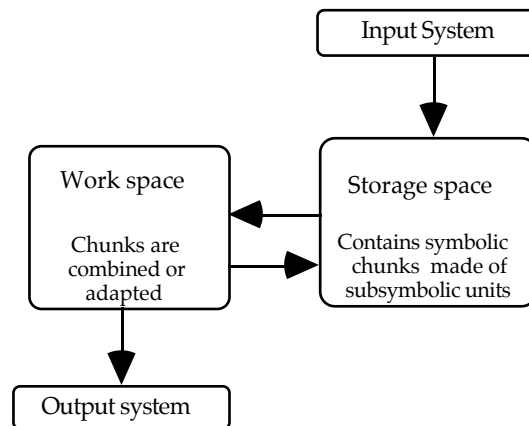 Input System
Work space
Chunks are
combined or
adapted
Storage space
Contains symbolic
chunks made of
subsymbolic units
Output system